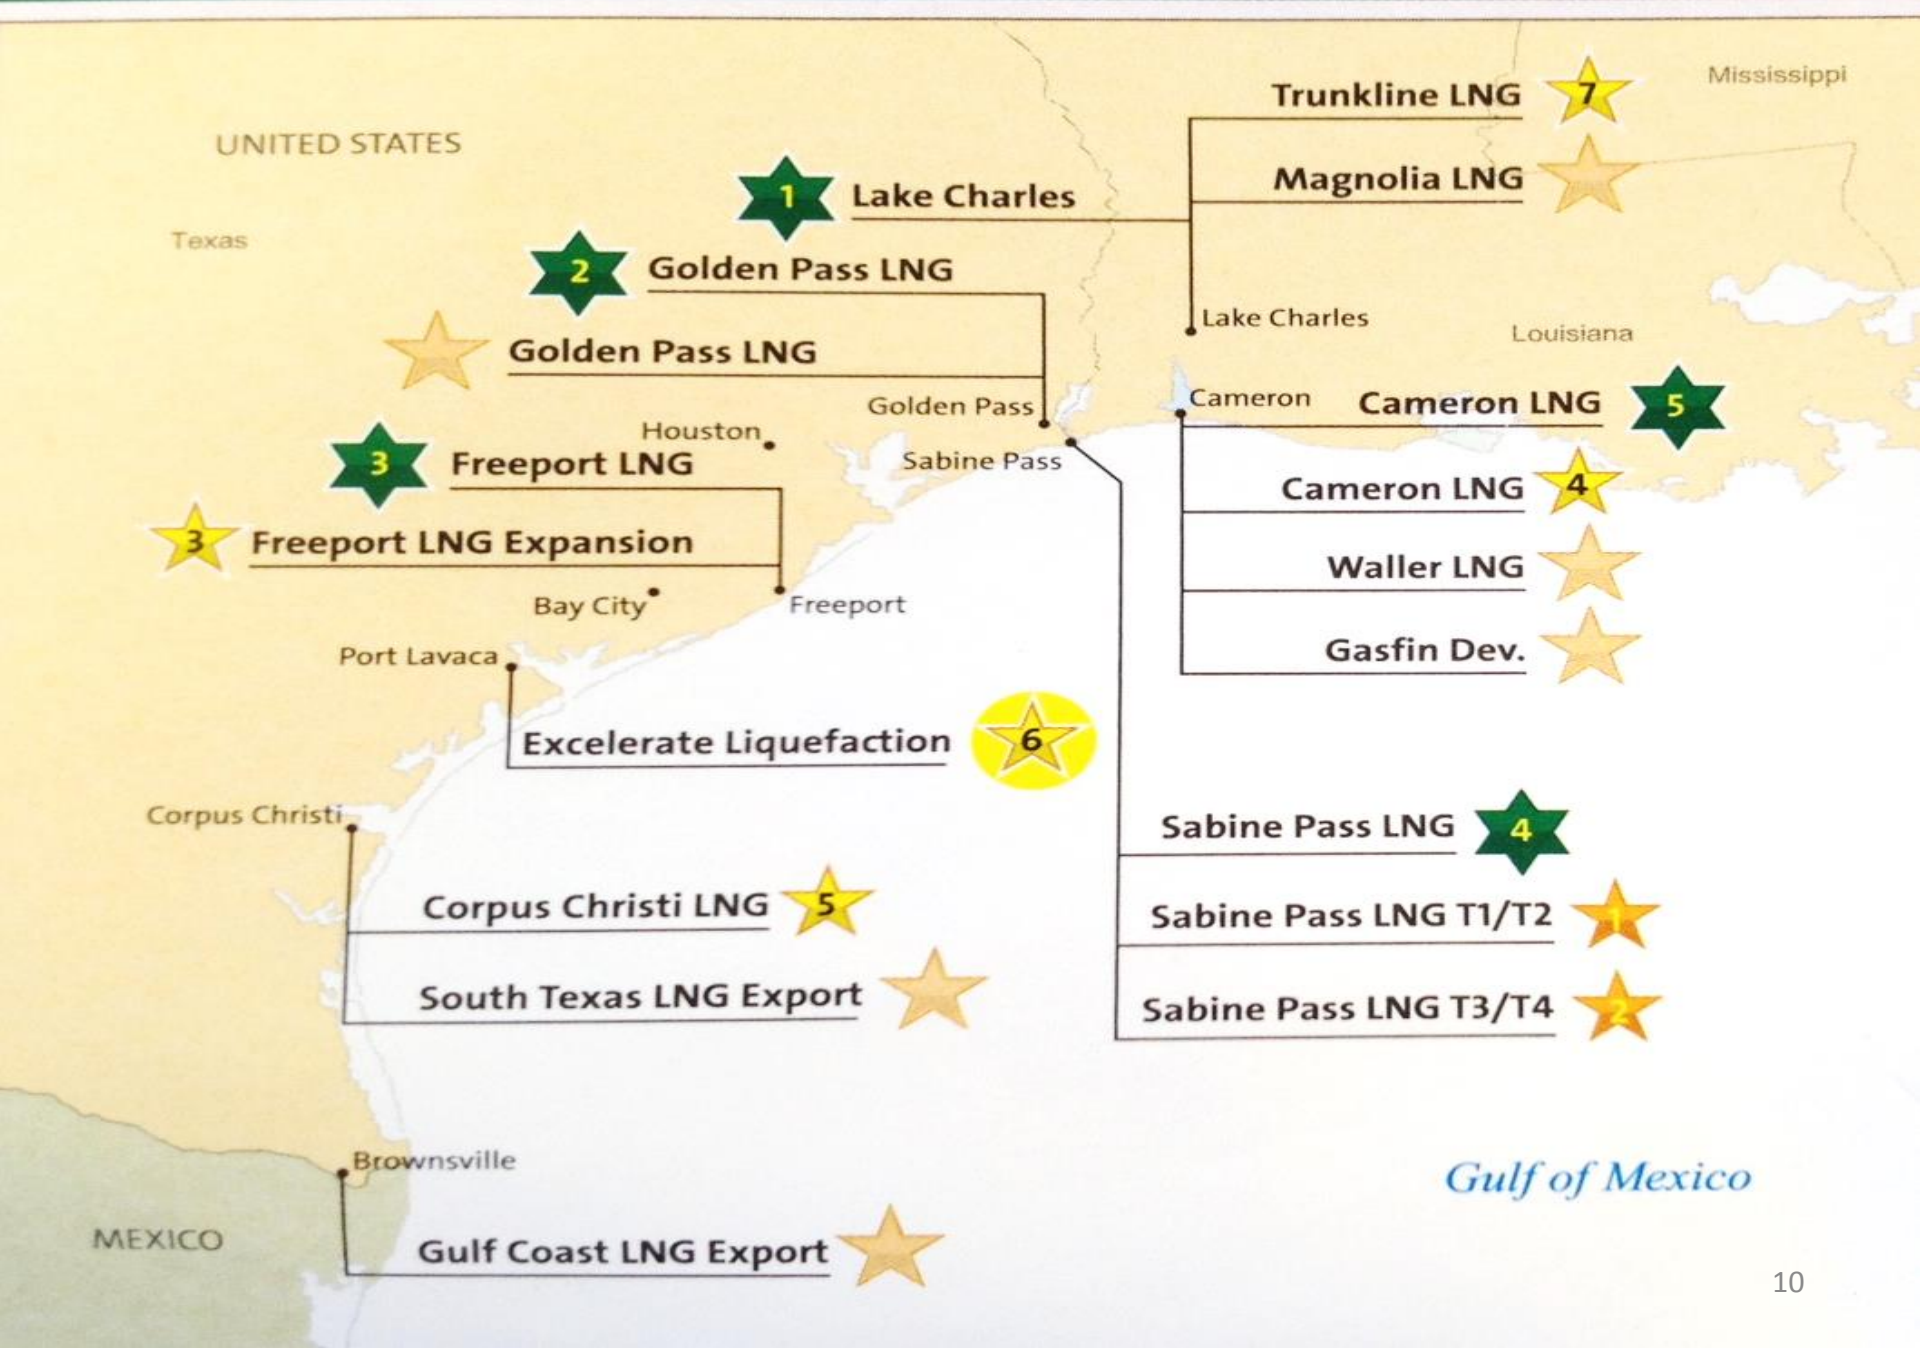 Trunkline LNG 7
Mississippi
UNITED STATES
Magnolia LNG
1 Lake Charles
Texas
2 Golden Pass LNG
Lake Charles
Louisiana
Golden Pass LNG
Golden Pass
Cameron
Cameron LNG 5
Houston
3 Freeport LNG
Sabine Pass
Cameron LNG 4
3 Freeport LNG Expansion
Waller LNG
Bay City
Freeport
Port Lavaca
Gasfin Dev.
Excelerate Liquefaction 6
Corpus Christi
Sabine Pass LNG 4
Corpus Christi LNG 5
Sabine Pass LNG T1/T2 1
South Texas LNG Export
Sabine Pass LNG T3/T4 2
Brownsville
Gulf of Mexico
MEXICO
Gulf Coast LNG Export
10